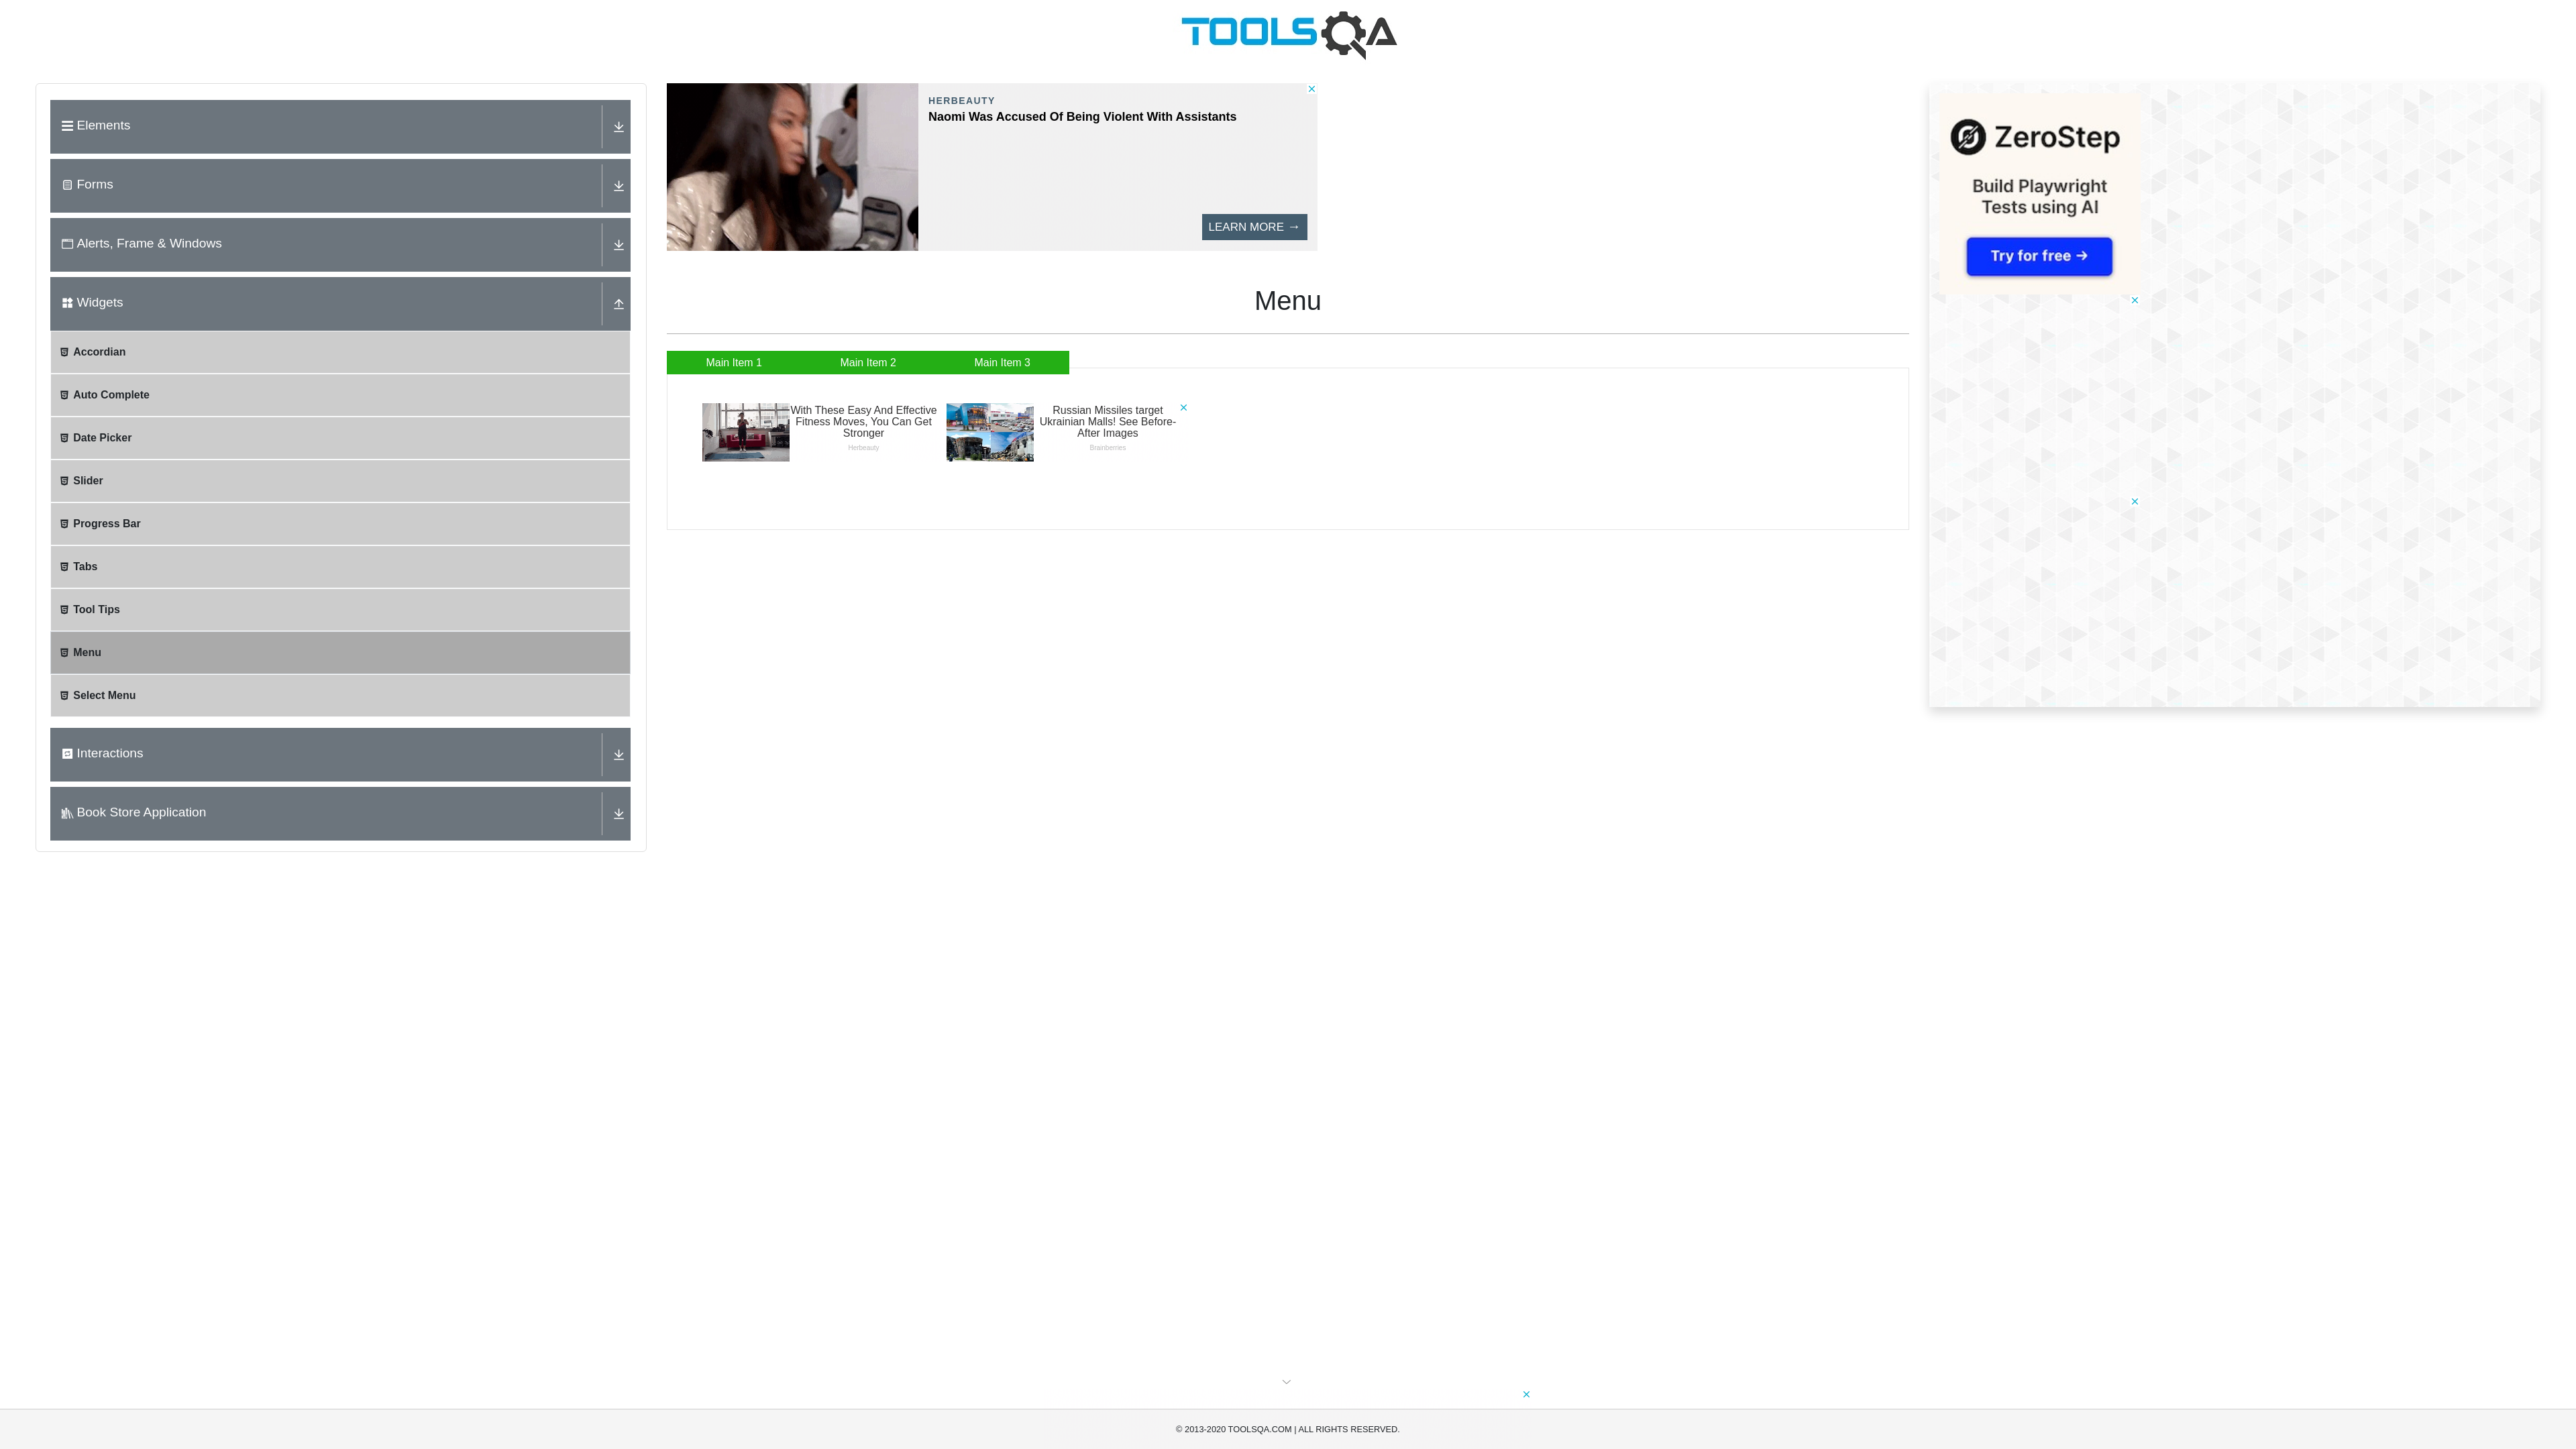 TOOLSQA
Elements
Forms
Alerts, Frame & Windows
Widgets
Accordian
Auto Complete
Date Picker
Slider
Progress Bar
Tabs
Tool Tips
Menu
Select Menu
Interactions
Book Store Application
HERBEAUTY
Naomi Was Accused Of Being Violent With Assistants
LEARN MORE →
Menu
Main Item 1
Main Item 2
Main Item 3
With These Easy And Effective
Fitness Moves, You Can Get
Stronger
Herbeauty
Russian Missiles target
Ukrainian Malls! See Before-
After Images
Brainberries
ZeroStep
Build Playwright
Tests using AI
Try for free →
© 2013-2020 TOOLSQA.COM | ALL RIGHTS RESERVED.